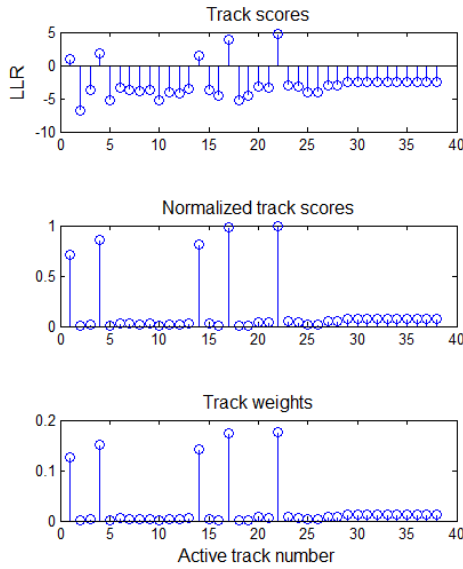 Track scores
5
0
-5
-10
LLR
0 5 10 15 20 25 30 35 40
Normalized track scores
1
0.5
0
0 5 10 15 20 25 30 35 40
Track weights
0.2
0.1
0
0 5 10 15 20 25 30 35 40
Active track number